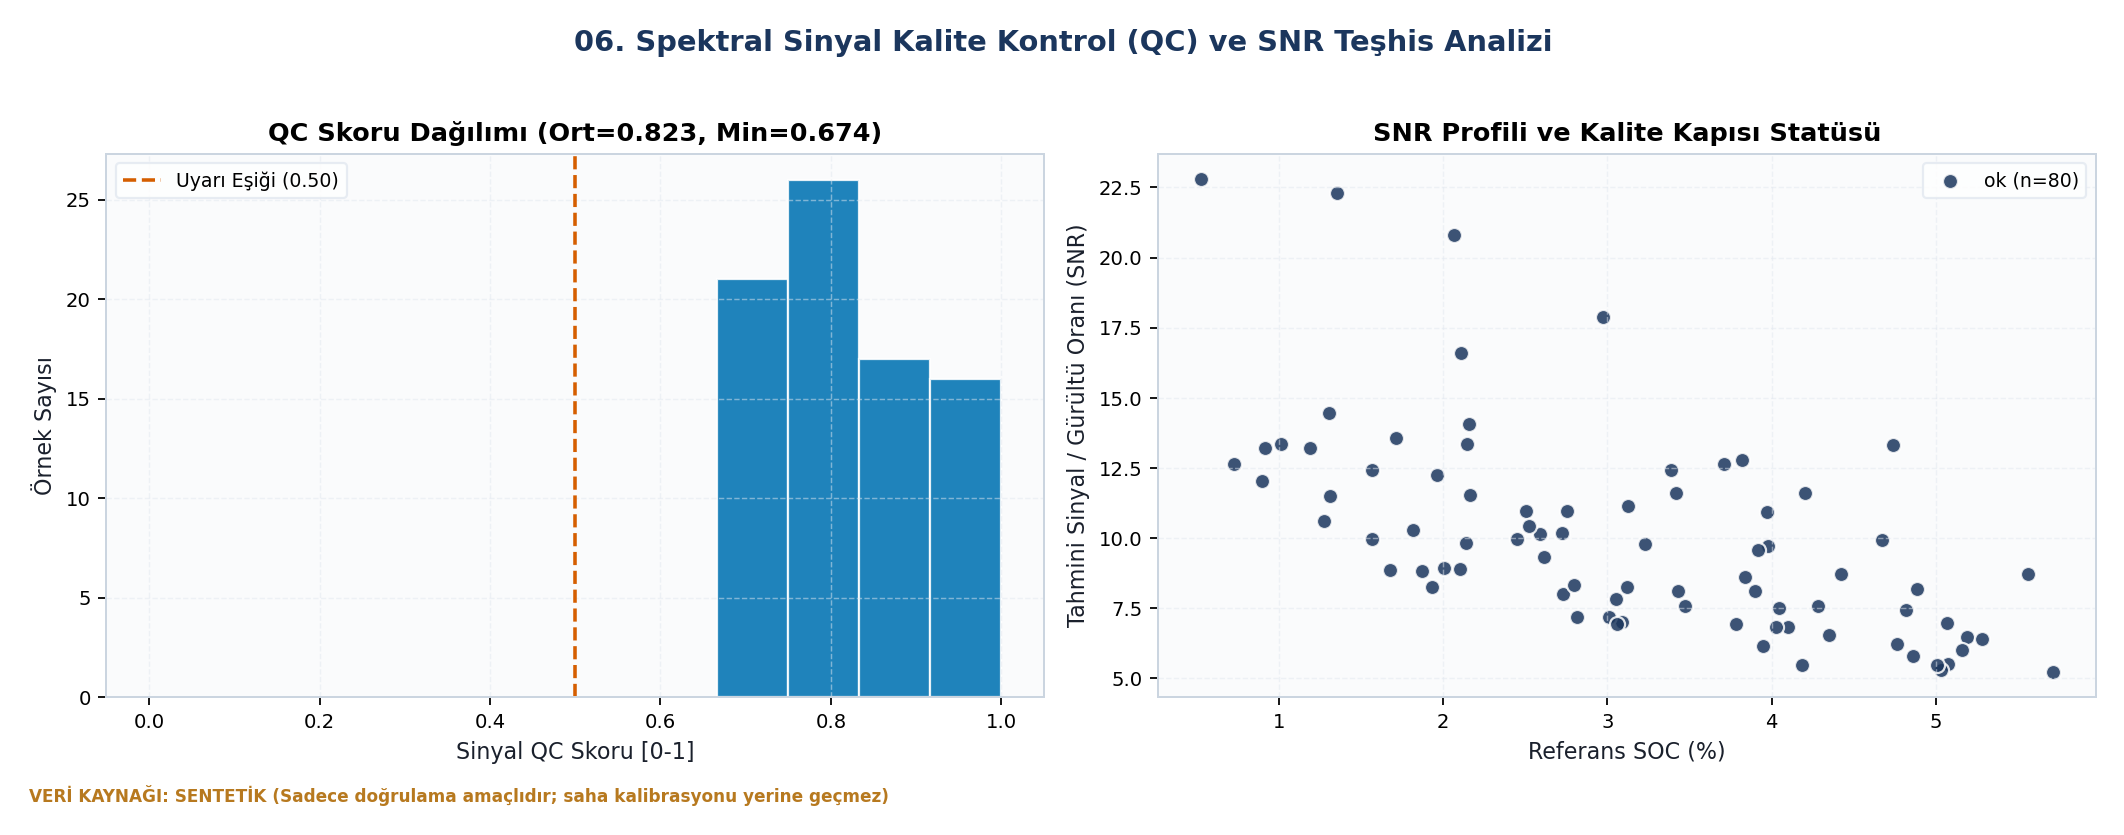 06. Spektral Sinyal Kalite Kontrol (QC) ve SNR Teşhis Analizi
QC Skoru Dağılımı (Ort=0.823, Min=0.674)
Uyarı Eşiği (0.50)
25
20
15
10
5
0
Örnek Sayısı
0.0 0.2 0.4 0.6 0.8 1.0
Sinyal QC Skoru [0-1]
SNR Profili ve Kalite Kapısı Statüsü
ok (n=80)
22.5
20.0
17.5
15.0
12.5
10.0
7.5
5.0
Tahmini Sinyal / Gürültü Oranı (SNR)
1 2 3 4 5
Referans SOC (%)
VERİ KAYNAĞI: SENTETİK (Sadece doğrulama amaçlıdır; saha kalibrasyonu yerine geçmez)